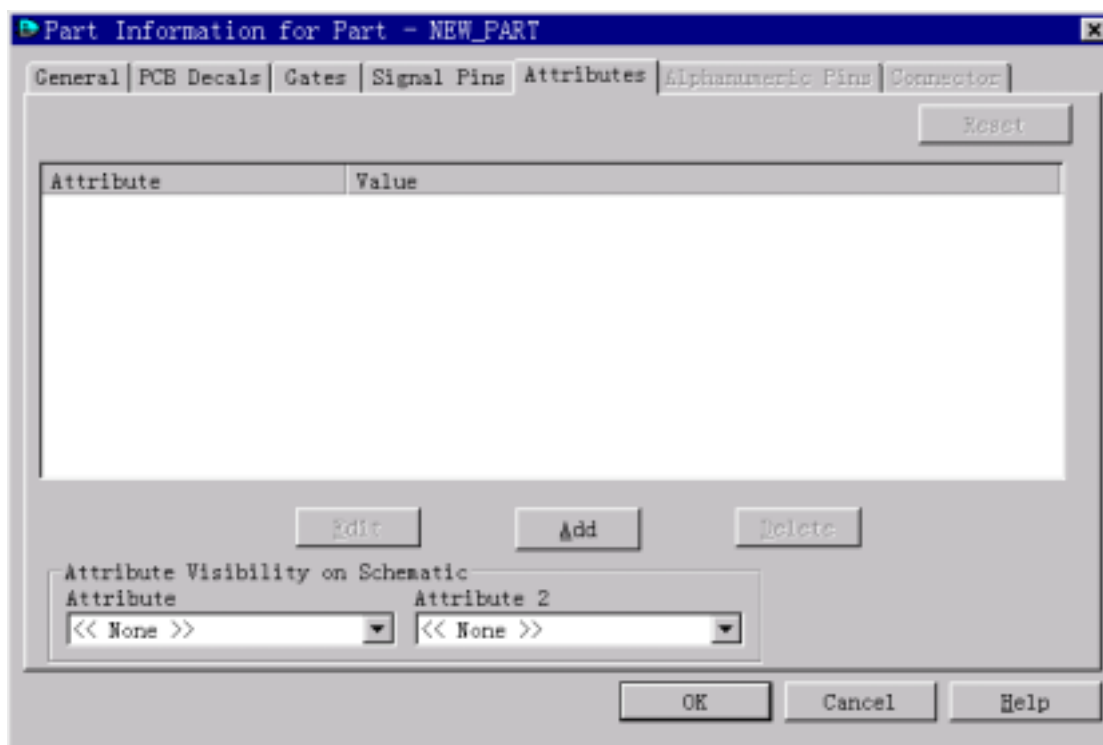 Part Information for Part - NEW_PART
General PCB Decals Gates Signal Pins Attributes Alphanumeric Pins Connector
Reset
Attribute Value
Edit Add Delete
Attribute Visibility on Schematic
Attribute Attribute 2
<< None >> << None >>
OK Cancel Help